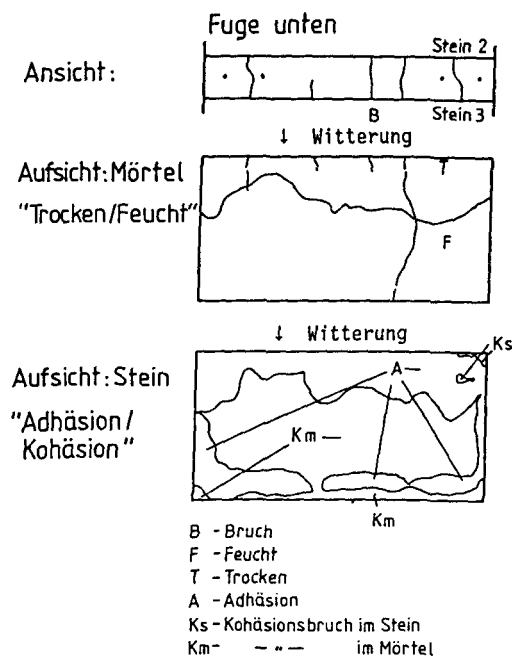 Fuge unten
Stein 2
Ansicht:
B
Stein 3
↓ Witterung
Aufsicht: Mörtel
T
"Trocken/Feucht"
F
↓ Witterung
Ks
Aufsicht: Stein
A—
"Adhäsion/
Kohäsion"
Km —
Km
B - Bruch
F - Feucht
T - Trocken
A - Adhäsion
Ks - Kohäsionsbruch im Stein
Km- - " - im Mörtel